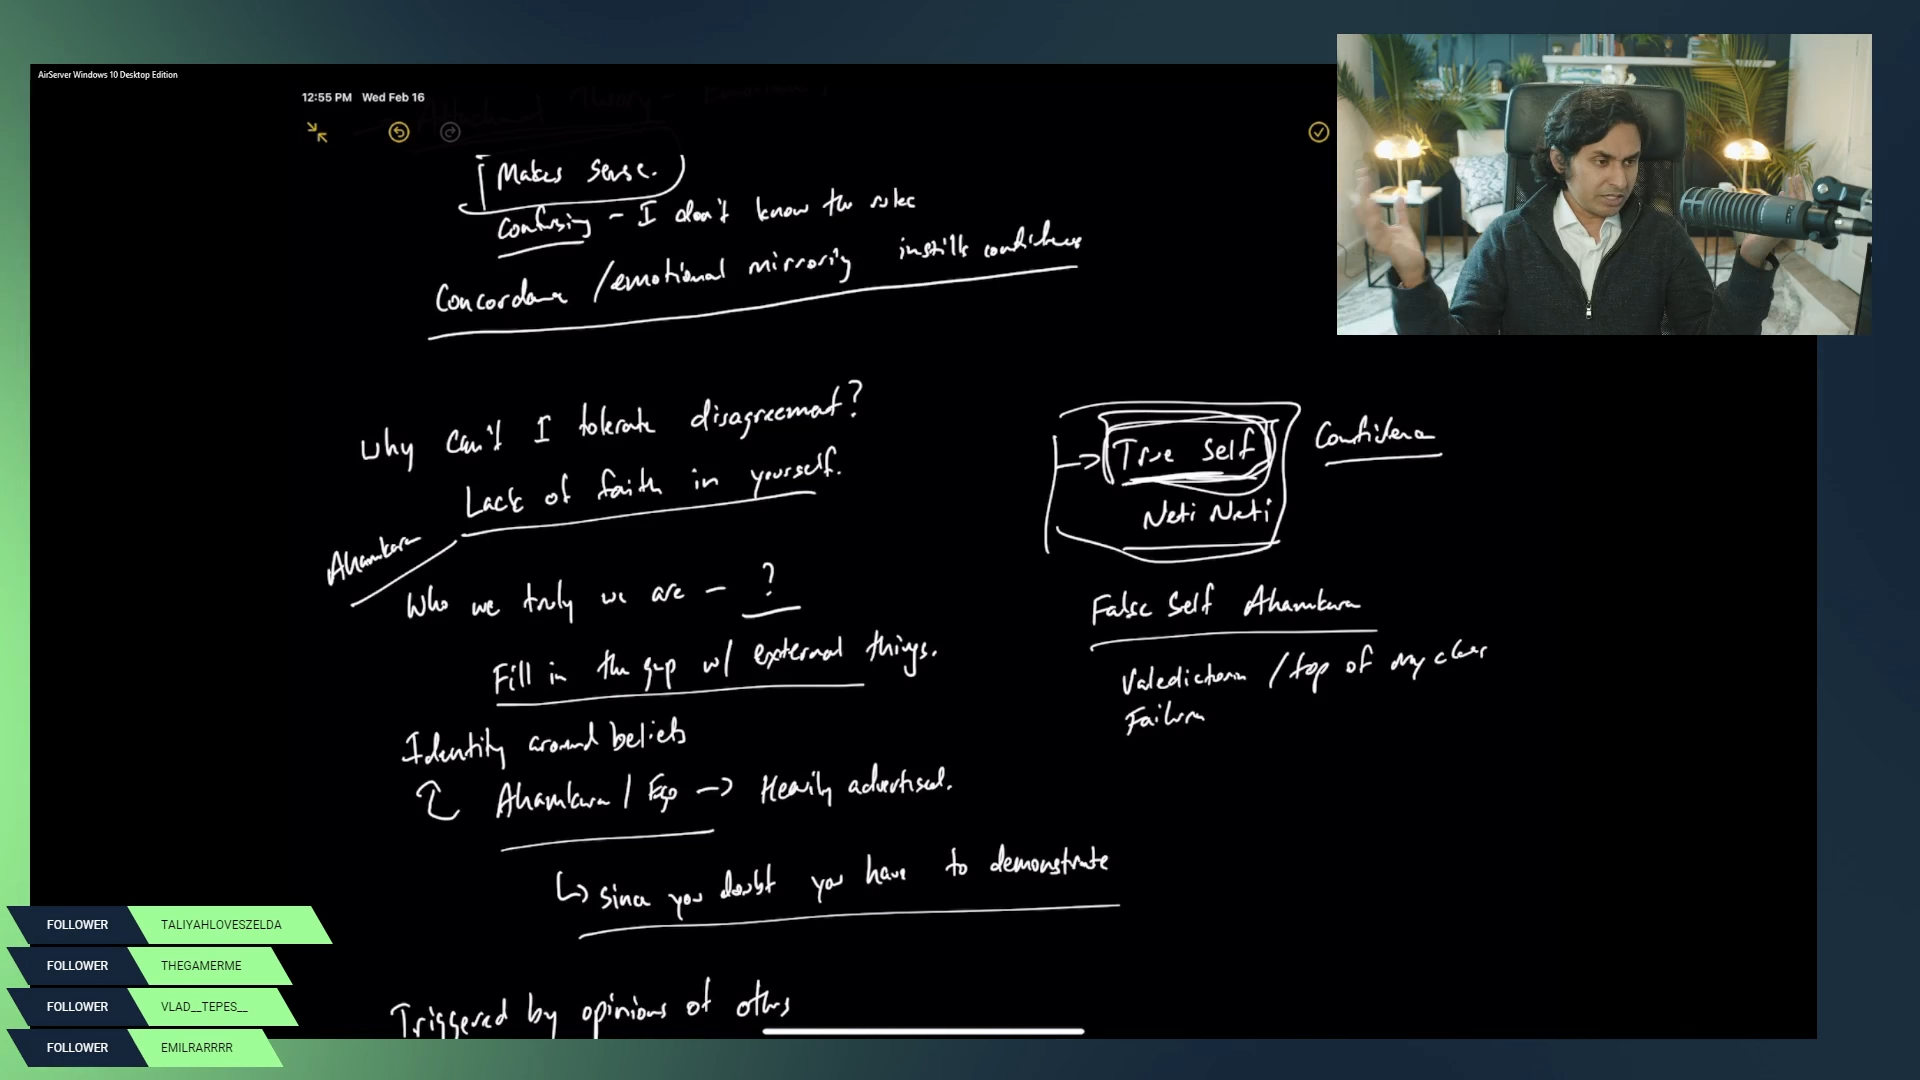 AirServer Windows 10 Desktop Edition
12:55 PM Wed Feb 16
Makes sense.
Confusing - I don't know the rules
Concordance /emotional mirroring instills confidence
Why can't I tolerate disagreement?
Lack of faith in yourself.
Ahamkara
Who we truly we are - ?
Fill in the gap w/ external things.
Identity around beliefs
Ahamkara / Ego -> Heavily advertised.
↳ Since you doubt you have to demonstrate
Triggered by opinions of others
True Self
Confidence
Neti Neti
False Self Ahamkara
Valedictorian / top of my class
Failure
FOLLOWER TALIYAHLOVESZELDA
FOLLOWER THEGAMERME
FOLLOWER VLAD__TEPES__
FOLLOWER EMILRARRRR